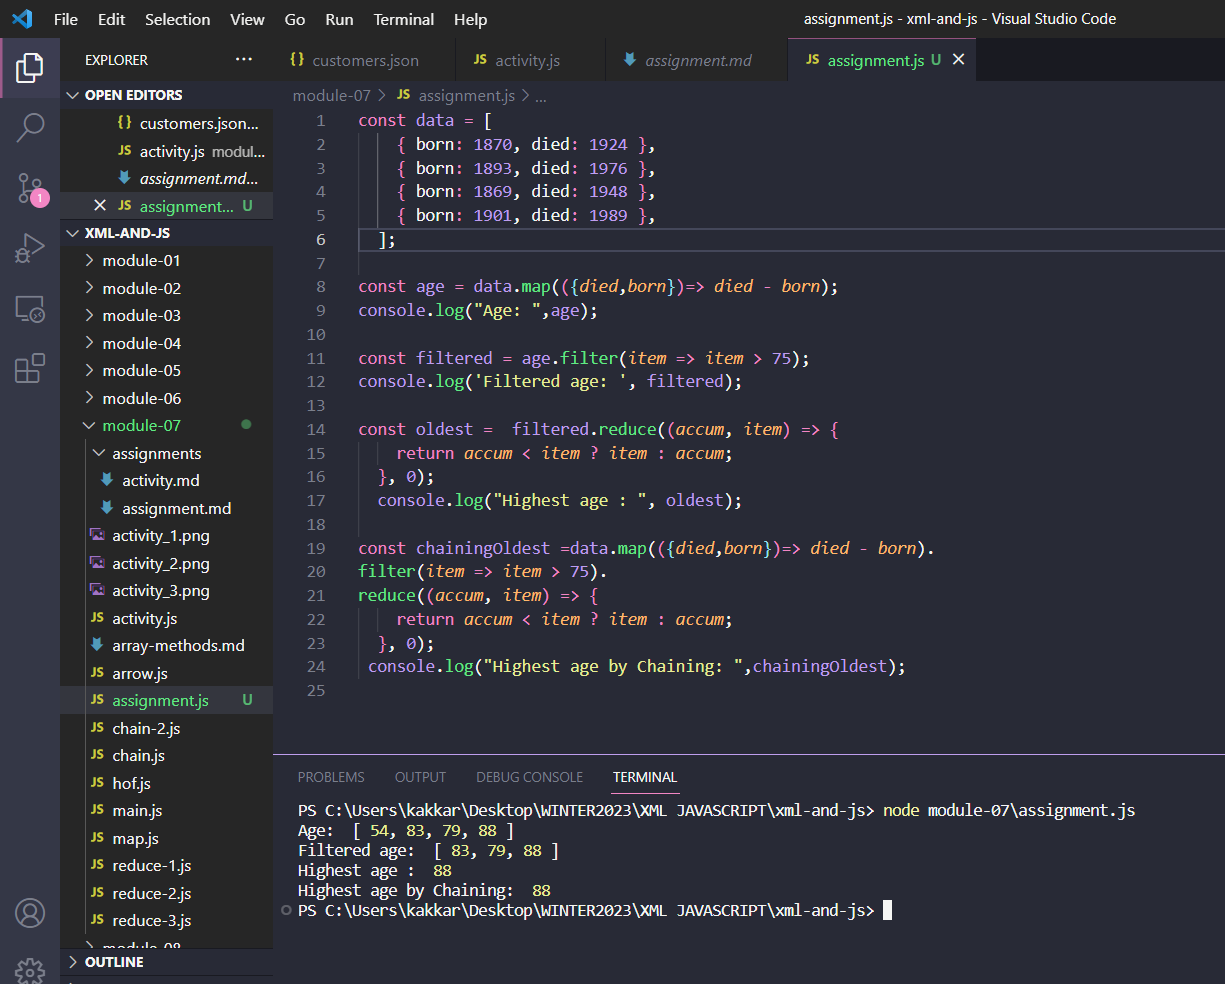 File Edit Selection View Go Run Terminal Help
assignment.js - xml-and-js - Visual Studio Code
EXPLORER ...
{} customers.json
JS activity.js
assignment.md
JS assignment.js U
OPEN EDITORS
{} customers.json...
JS activity.js modul...
assignment.md...
JS assignment... U
1
XML-AND-JS
module-01
module-02
module-03
module-04
module-05
module-06
module-07
assignments
activity.md
assignment.md
activity_1.png
activity_2.png
activity_3.png
JS activity.js
array-methods.md
JS arrow.js
JS assignment.js U
JS chain-2.js
JS chain.js
JS hof.js
JS main.js
JS map.js
JS reduce-1.js
JS reduce-2.js
JS reduce-3.js
module-08
OUTLINE
module-07 > JS assignment.js > ...
1 const data = [
2 { born: 1870, died: 1924 },
3 { born: 1893, died: 1976 },
4 { born: 1869, died: 1948 },
5 { born: 1901, died: 1989 },
6 ];
7
8 const age = data.map(({died,born})=> died - born);
9 console.log("Age: ",age);
10
11 const filtered = age.filter(item => item > 75);
12 console.log('Filtered age: ', filtered);
13
14 const oldest =  filtered.reduce((accum, item) => {
15 return accum < item ? item : accum;
16 }, 0);
17 console.log("Highest age : ", oldest);
18
19 const chainingOldest =data.map(({died,born})=> died - born).
20 filter(item => item > 75).
21 reduce((accum, item) => {
22 return accum < item ? item : accum;
23 }, 0);
24 console.log("Highest age by Chaining: ",chainingOldest);
25
PROBLEMS OUTPUT DEBUG CONSOLE TERMINAL
PS C:\Users\kakkar\Desktop\WINTER2023\XML JAVASCRIPT\xml-and-js> node module-07\assignment.js
Age:  [ 54, 83, 79, 88 ]
Filtered age:  [ 83, 79, 88 ]
Highest age :  88
Highest age by Chaining:  88
PS C:\Users\kakkar\Desktop\WINTER2023\XML JAVASCRIPT\xml-and-js>